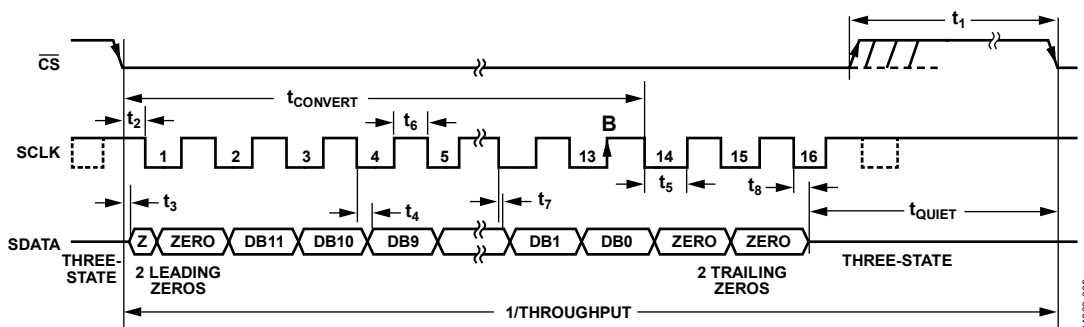 t1
CS
tCONVERT
t2
t6
B
SCLK
1
2
3
4
5
13
14
15
16
t3
t4
t7
t5
t8
tQUIET
SDATA
Z
ZERO
DB11
DB10
DB9
DB1
DB0
ZERO
ZERO
THREE-
STATE
2 LEADING
ZEROS
2 TRAILING
ZEROS
THREE-STATE
1/THROUGHPUT